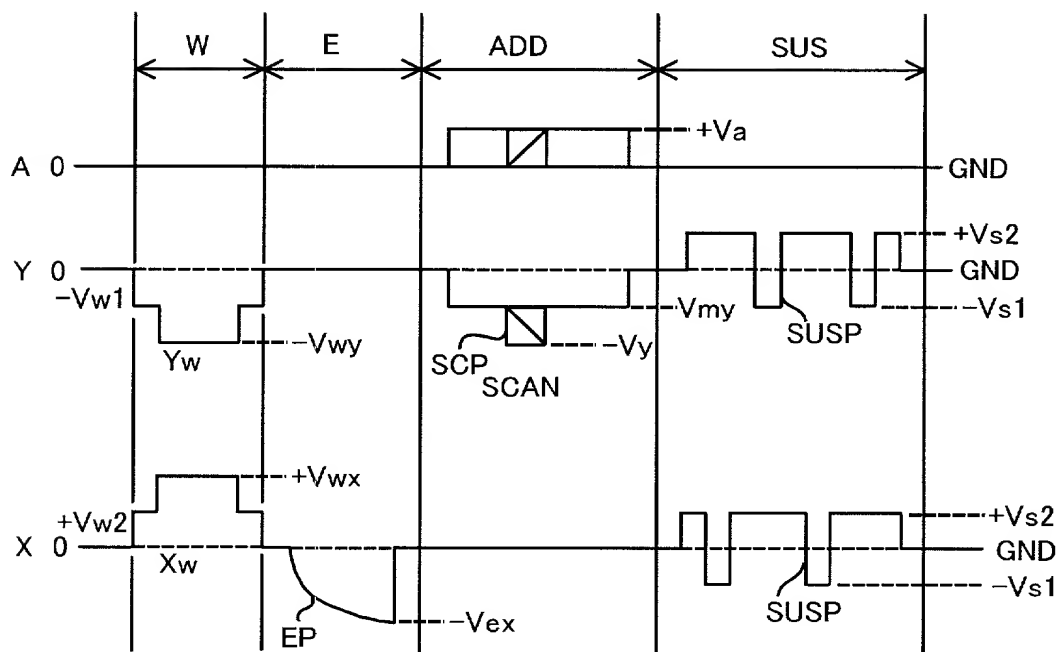 W E ADD SUS
+Va
A 0 GND
+Vs2
Y 0 GND
−Vw1 Vmy −Vs1
SUSP
Yw −Vwy SCP −Vy
SCAN
+Vwx
+Vw2 +Vs2
X 0 GND
Xw −Vs1
SUSP
EP −Vex